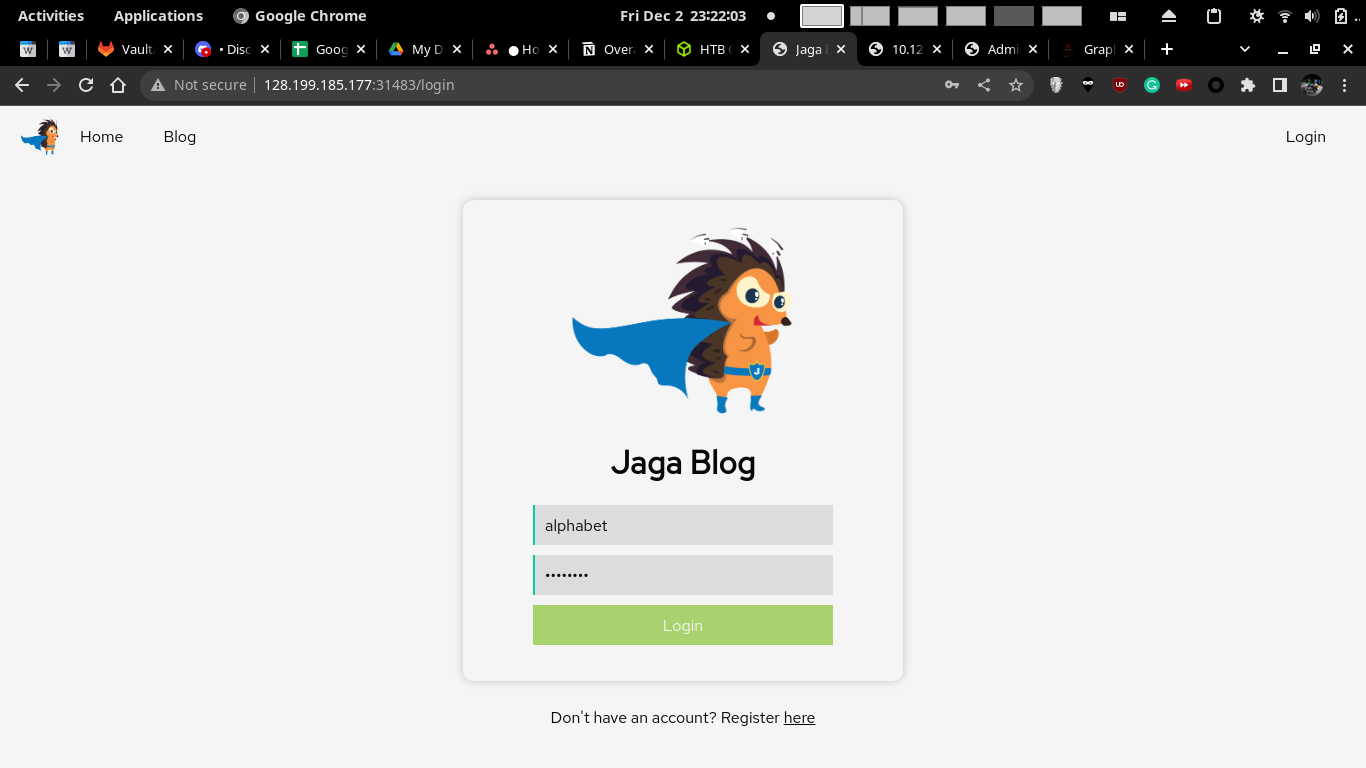 Activities Applications Google Chrome Fri Dec 2 23:22:03
Vault Disc Goog My D Ho Over HTB Jaga 10.12 Admi Grap
Not secure 128.199.185.177:31483/login
Home Blog Login
J
Jaga Blog
alphabet
••••••••
Login
Don't have an account? Register here